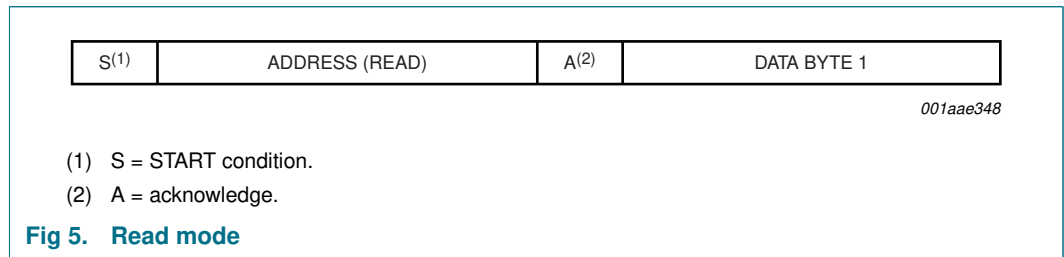 S(1) ADDRESS (READ) A(2) DATA BYTE 1
001aae348
(1) S = START condition.
(2) A = acknowledge.
Fig 5. Read mode